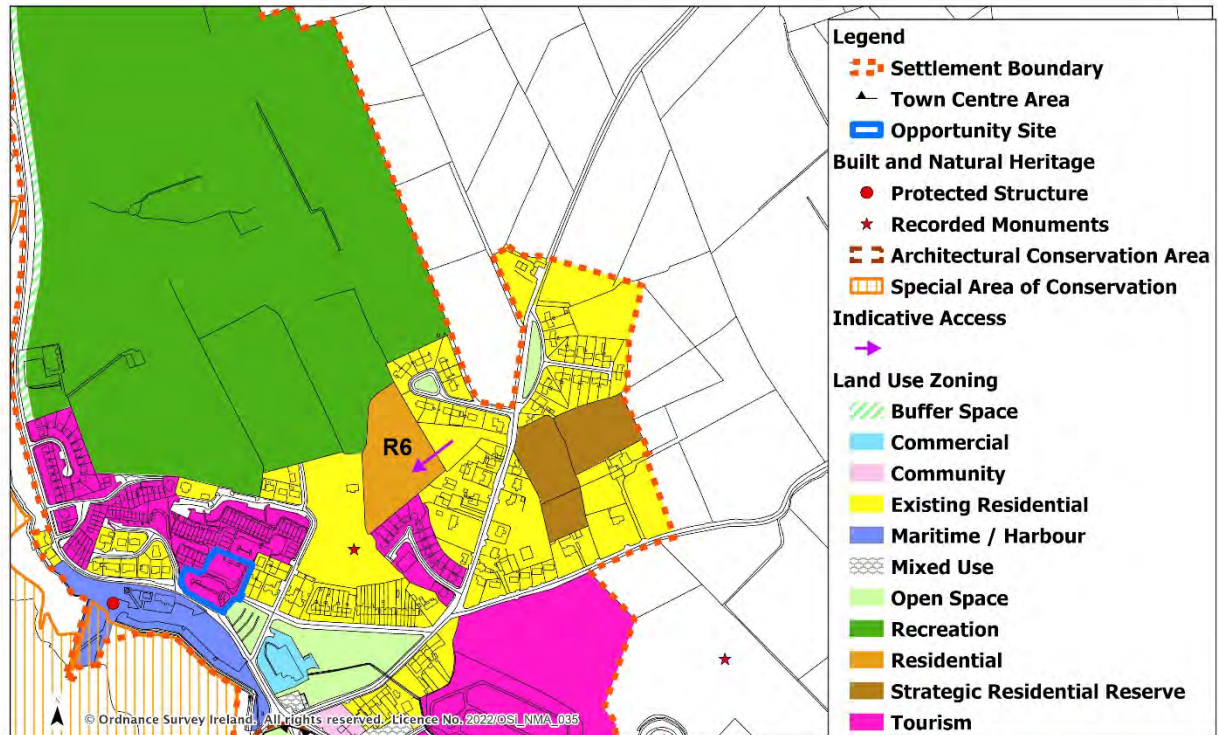 Legend
Settlement Boundary
Town Centre Area
Opportunity Site
Built and Natural Heritage
Protected Structure
Recorded Monuments
Architectural Conservation Area
Special Area of Conservation
Indicative Access
Land Use Zoning
Buffer Space
Commercial
Community
Existing Residential
Maritime / Harbour
Mixed Use
Open Space
Recreation
Residential
Strategic Residential Reserve
Tourism
R6
© Ordnance Survey Ireland. All rights reserved. Licence No. 2022/OSI_NMA_035